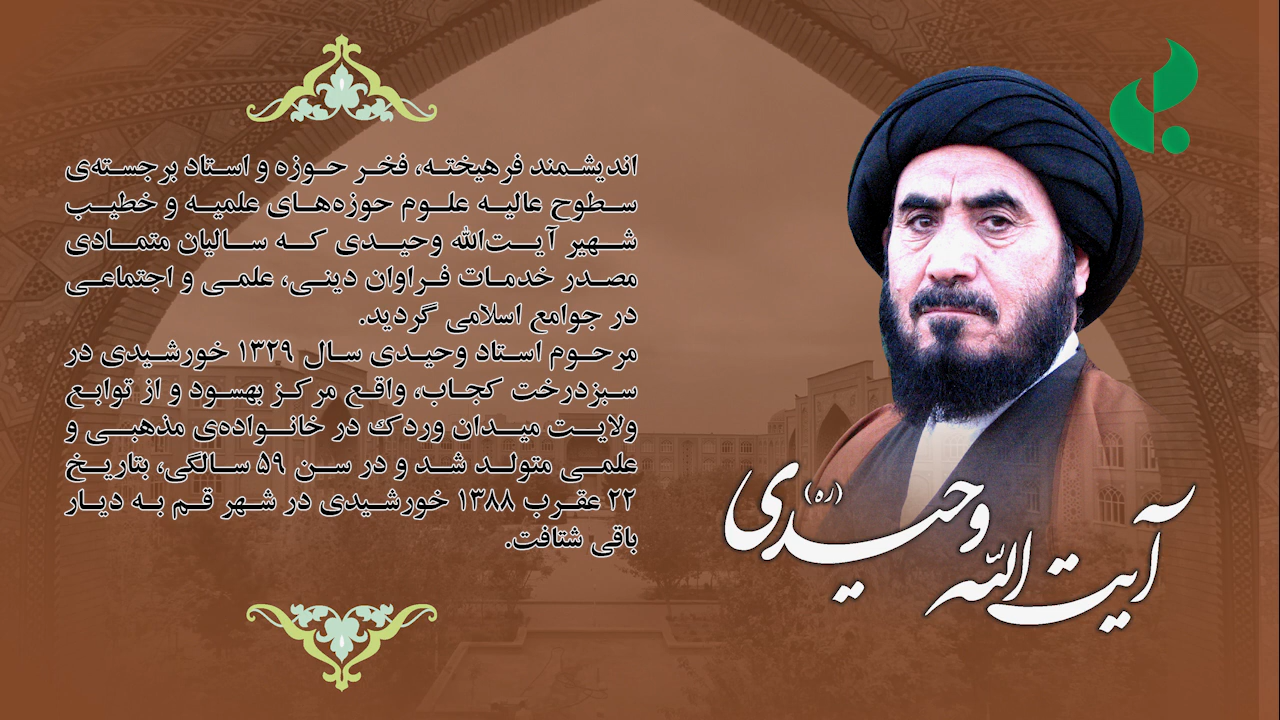 اندیشمند فرهیخته، فخر حوزه و استاد برجسته‌ی
سطوح عالیه علوم حوزه‌های علمیه و خطیب
شهیر آیت‌الله وحیدی که سالیان متمادی
مصدر خدمات فراوان دینی، علمی و اجتماعی
در جوامع اسلامی گردید.
مرحوم استاد وحیدی سال ۱۳۲۹ خورشیدی در
سبزدرخت کجاب، واقع مرکز بهسود و از توابع
ولایت میدان وردک در خانواده‌ی مذهبی و
علمی متولد شد و در سن ۵۹ سالگی، بتاریخ
۲۲ عقرب ۱۳۸۸ خورشیدی در شهر قم به دیار
باقی شتافت.
آیت الله وحیدی (ره)